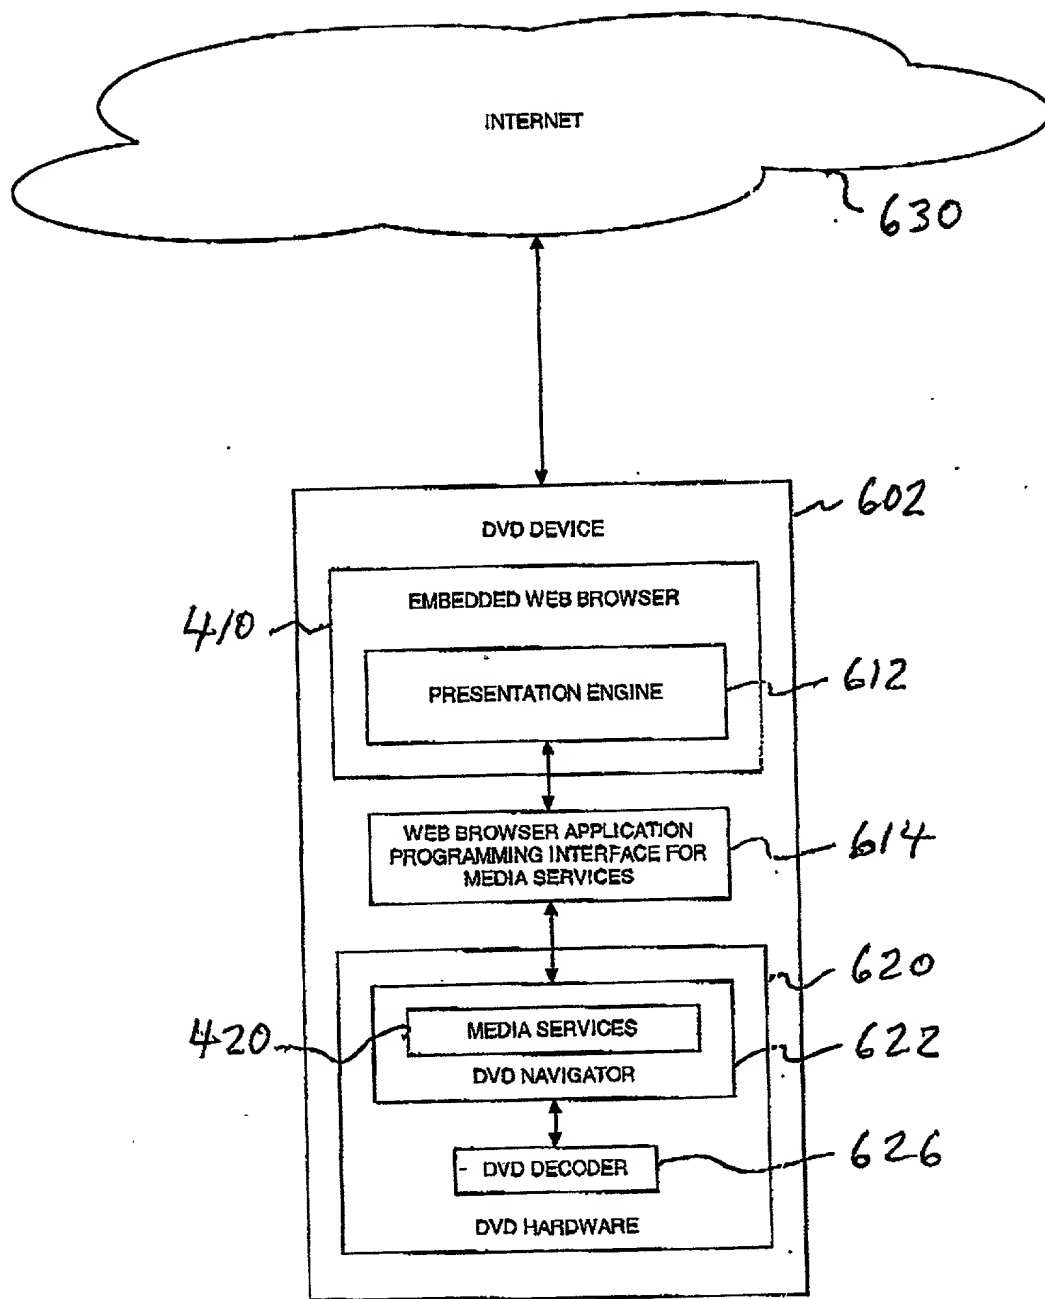 INTERNET
630
602
DVD DEVICE
EMBEDDED WEB BROWSER
410
PRESENTATION ENGINE
612
WEB BROWSER APPLICATION
PROGRAMMING INTERFACE FOR
MEDIA SERVICES
614
620
MEDIA SERVICES
420
622
DVD NAVIGATOR
DVD DECODER
626
DVD HARDWARE